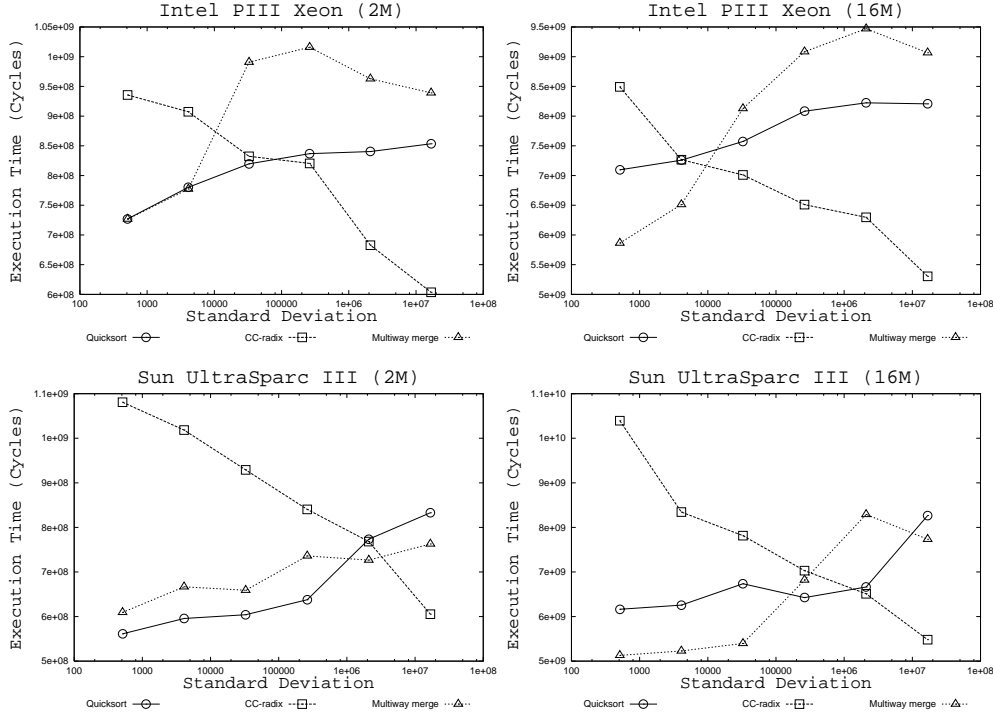 Intel PIII Xeon (2M)
Execution Time (Cycles)
1.05e+09
1e+09
9.5e+08
9e+08
8.5e+08
8e+08
7.5e+08
7e+08
6.5e+08
6e+08
100 1000 10000 100000 1e+06 1e+07 1e+08
Standard Deviation
Quicksort CC-radix Multiway merge
Intel PIII Xeon (16M)
Execution Time (Cycles)
9.5e+09
9e+09
8.5e+09
8e+09
7.5e+09
7e+09
6.5e+09
6e+09
5.5e+09
5e+09
100 1000 10000 100000 1e+06 1e+07 1e+08
Standard Deviation
Quicksort CC-radix Multiway merge
Sun UltraSparc III (2M)
Execution Time (Cycles)
1.1e+09
1e+09
9e+08
8e+08
7e+08
6e+08
5e+08
100 1000 10000 100000 1e+06 1e+07 1e+08
Standard Deviation
Quicksort CC-radix Multiway merge
Sun UltraSparc III (16M)
Execution Time (Cycles)
1.1e+10
1e+10
9e+09
8e+09
7e+09
6e+09
5e+09
100 1000 10000 100000 1e+06 1e+07 1e+08
Standard Deviation
Quicksort CC-radix Multiway merge